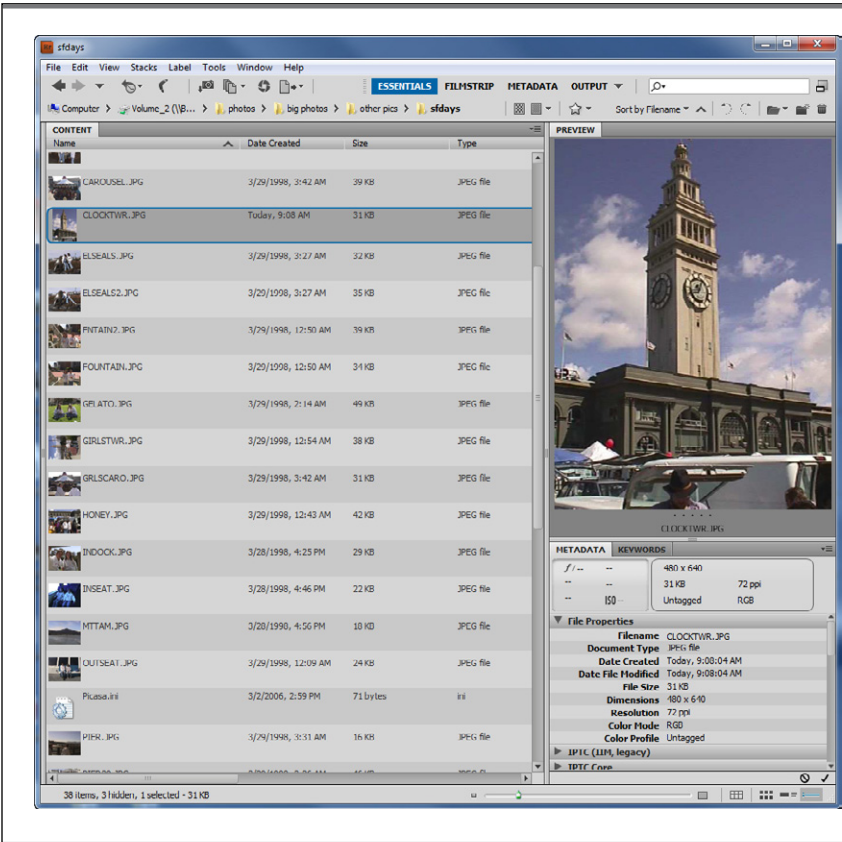 Br sfdays
File Edit View Stacks Label Tools Window Help
ESSENTIALS FILMSTRIP METADATA OUTPUT
Computer > Volume_2 (\\B... > photos > big photos > other pics > sfdays Sort by Filename
CONTENT
Name Date Created Size Type
CAROUSEL.JPG 3/29/1998, 3:42 AM 39 KB JPEG file
CLOCKTWR.JPG Today, 9:08 AM 31 KB JPEG file
ELSEALS.JPG 3/29/1998, 3:27 AM 32 KB JPEG file
ELSEALS2.JPG 3/29/1998, 3:27 AM 35 KB JPEG file
ENTAIN2.JPG 3/29/1998, 12:50 AM 39 KB JPEG file
FOUNTAIN.JPG 3/29/1998, 12:50 AM 34 KB JPEG file
GELATO.JPG 3/29/1998, 2:14 AM 49 KB JPEG file
GIRLSTWR.JPG 3/29/1998, 12:54 AM 38 KB JPEG file
GRLSCARO.JPG 3/29/1998, 3:42 AM 31 KB JPEG file
HONEY.JPG 3/29/1998, 12:43 AM 42 KB JPEG file
INDOCK.JPG 3/28/1998, 4:25 PM 29 KB JPEG file
INSEAT.JPG 3/28/1998, 4:46 PM 22 KB JPEG file
MTTAM.JPG 3/28/1998, 4:56 PM 18 KB JPEG file
OUTSEAT.JPG 3/29/1998, 12:09 AM 24 KB JPEG file
Picasa.ini 3/2/2006, 2:59 PM 71 bytes ini
PIER.JPG 3/29/1998, 3:31 AM 16 KB JPEG file
38 items, 3 hidden, 1 selected - 31 KB
PREVIEW
CLOCKTWR.JPG
METADATA KEYWORDS
f/-- -- 480 x 640
-- -- 31 KB 72 ppi
-- ISO-- Untagged RGB
File Properties
Filename CLOCKTWR.JPG
Document Type JPEG file
Date Created Today, 9:08:04 AM
Date File Modified Today, 9:08:04 AM
File Size 31 KB
Dimensions 480 x 640
Resolution 72 ppi
Color Mode RGB
Color Profile Untagged
IPTC (IIM, legacy)
IPTC Core